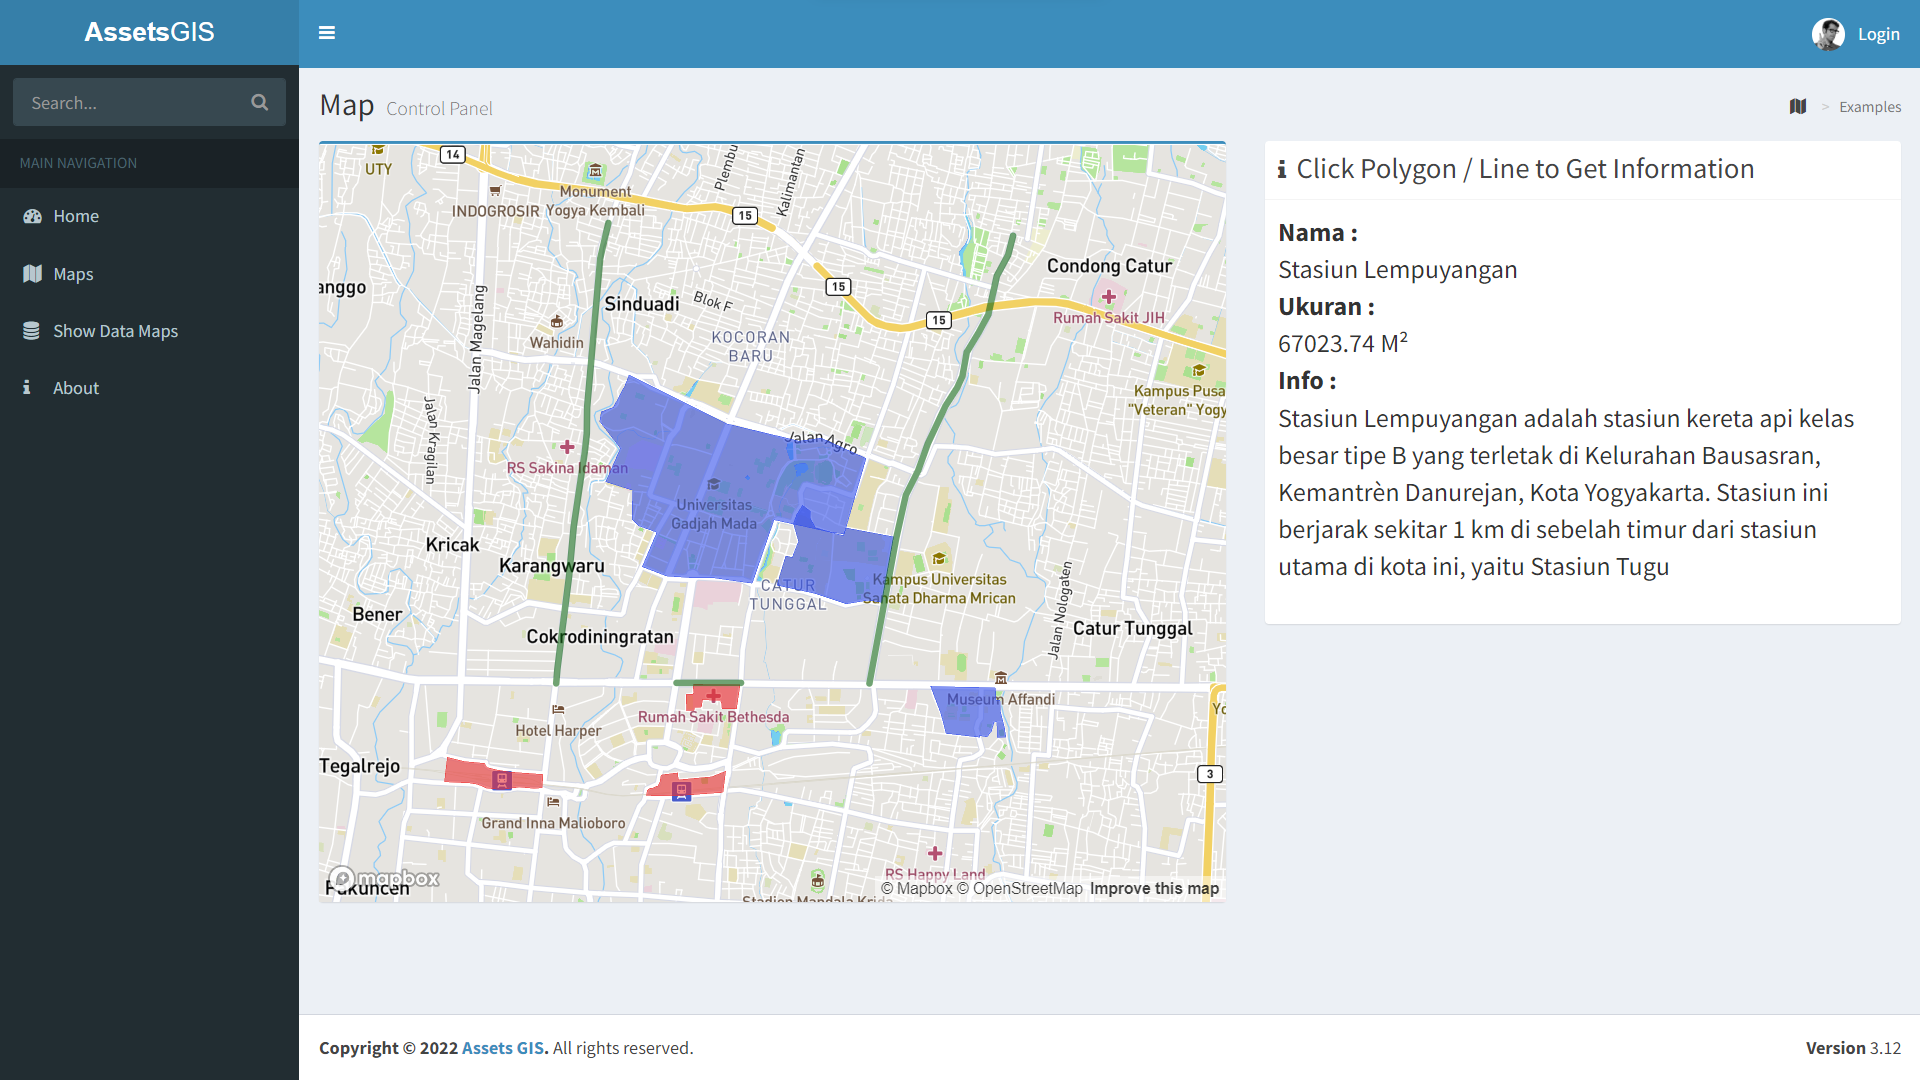 AssetsGIS
Login
Search...
MAIN NAVIGATION
Home
Maps
Show Data Maps
About
Map Control Panel
> Examples
14
UTY
Monument
Yogya Kembali
INDOGROSIR
Plembu
Kalimantan
15
15
15
Condong Catur
anggo
Sinduadi
Blok F
Jalan Magelang
Rumah Sakit JIH
Wahidin
KOCORAN
BARU
Kampus Pusa
"Veteran" Yogy
Jalan Kragilan
Jalan Agro
RS Sakina Idaman
Universitas
Gadjah Mada
Kricak
Karangwaru
CATUR
TUNGGAL
Kampus Universitas
Sanata Dharma Mrican
Jalan Nologaten
Bener
Cokrodiningratan
Catur Tunggal
Museum Affandi
Yo
Rumah Sakit Bethesda
Hotel Harper
Tegalrejo
3
Grand Inna Malioboro
RS Happy Land
Pakuncen
mapbox
Stadion Mandala Krida
© Mapbox © OpenStreetMap Improve this map
Click Polygon / Line to Get Information
Nama :
Stasiun Lempuyangan
Ukuran :
67023.74 M²
Info :
Stasiun Lempuyangan adalah stasiun kereta api kelas
besar tipe B yang terletak di Kelurahan Bausasran,
Kemantrèn Danurejan, Kota Yogyakarta. Stasiun ini
berjarak sekitar 1 km di sebelah timur dari stasiun
utama di kota ini, yaitu Stasiun Tugu
Copyright © 2022 Assets GIS. All rights reserved.
Version 3.12